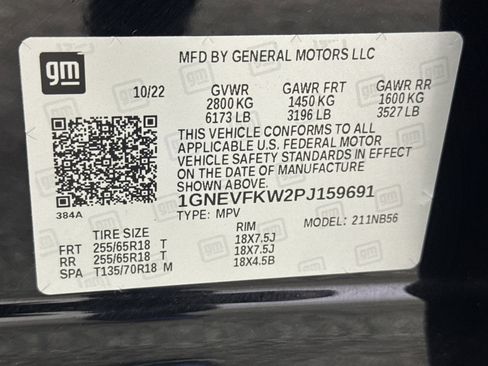 gm
MFD BY GENERAL MOTORS LLC
10/22 GVWR GAWR FRT GAWR RR
2800 KG 1450 KG 1600 KG
6173 LB 3196 LB 3527 LB
THIS VEHICLE CONFORMS TO ALL
APPLICABLE U.S. FEDERAL MOTOR
VEHICLE SAFETY STANDARDS IN EFFECT
ON THE DATE OF MANUFACTURE SHOWN ABOVE.
1GNEVFKW2PJ159691
384A
TYPE: MPV MODEL: 211NB56
TIRE SIZE RIM
FRT 255/65R18 T 18X7.5J
RR 255/65R18 T 18X7.5J
SPA T135/70R18 M 18X4.5B